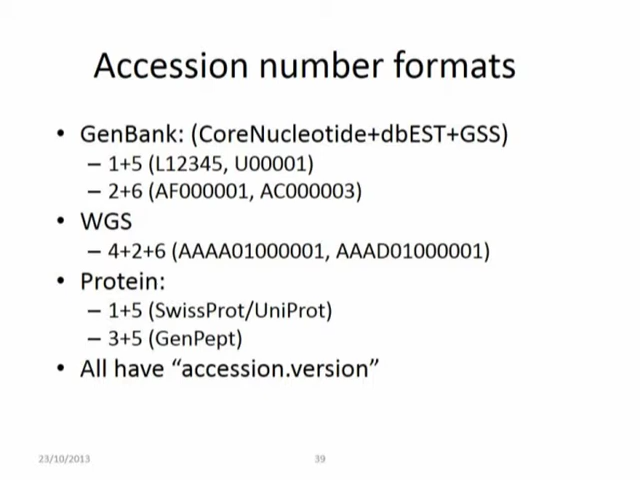 Accession number formats
• GenBank: (CoreNucleotide+dbEST+GSS)
– 1+5 (L12345, U00001)
– 2+6 (AF000001, AC000003)
• WGS
– 4+2+6 (AAAA01000001, AAAD01000001)
• Protein:
– 1+5 (SwissProt/UniProt)
– 3+5 (GenPept)
• All have “accession.version”
23/10/2013
39